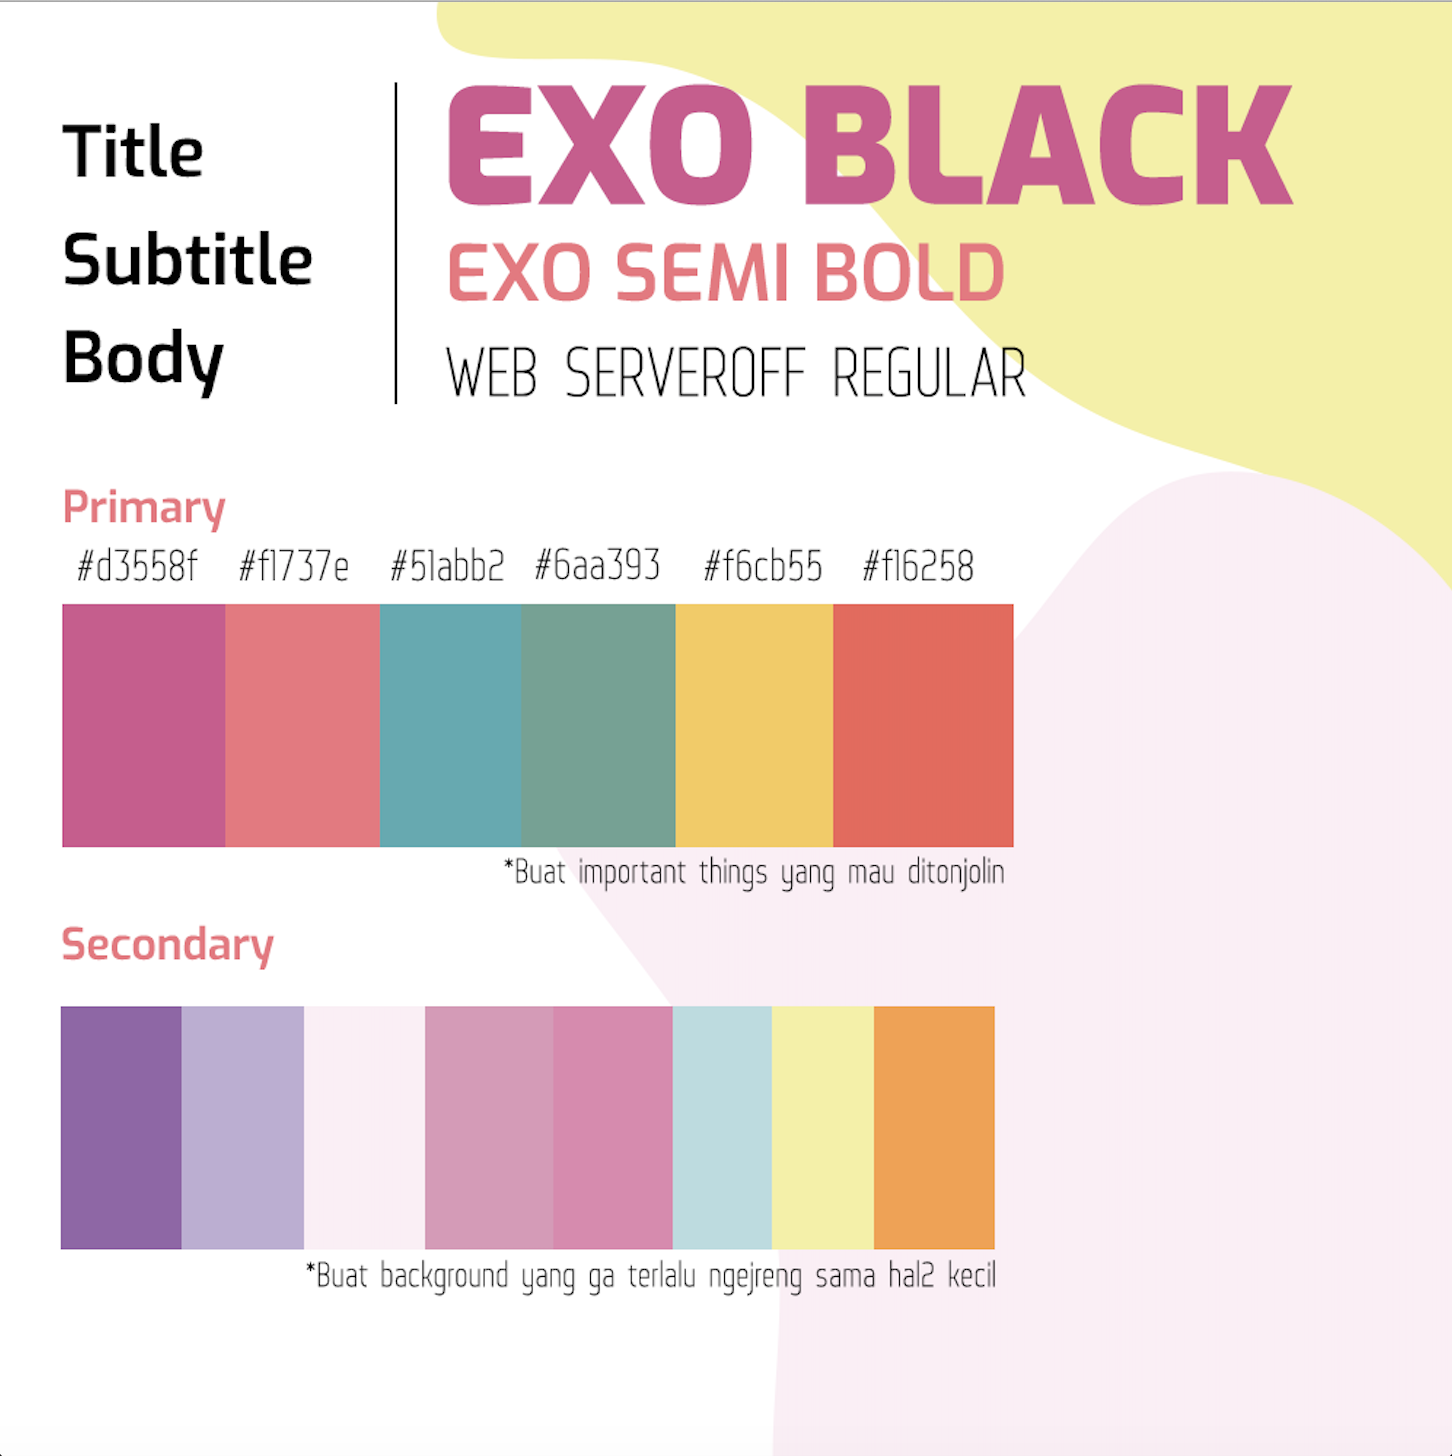 Title
Subtitle
Body
EXO BLACK
EXO SEMI BOLD
WEB SERVEROFF REGULAR
Primary
#d3558f #f1737e #51abb2 #6aa393 #f6cb55 #f16258
*Buat important things yang mau ditonjolin
Secondary
*Buat background yang ga terlalu ngejreng sama hal2 kecil